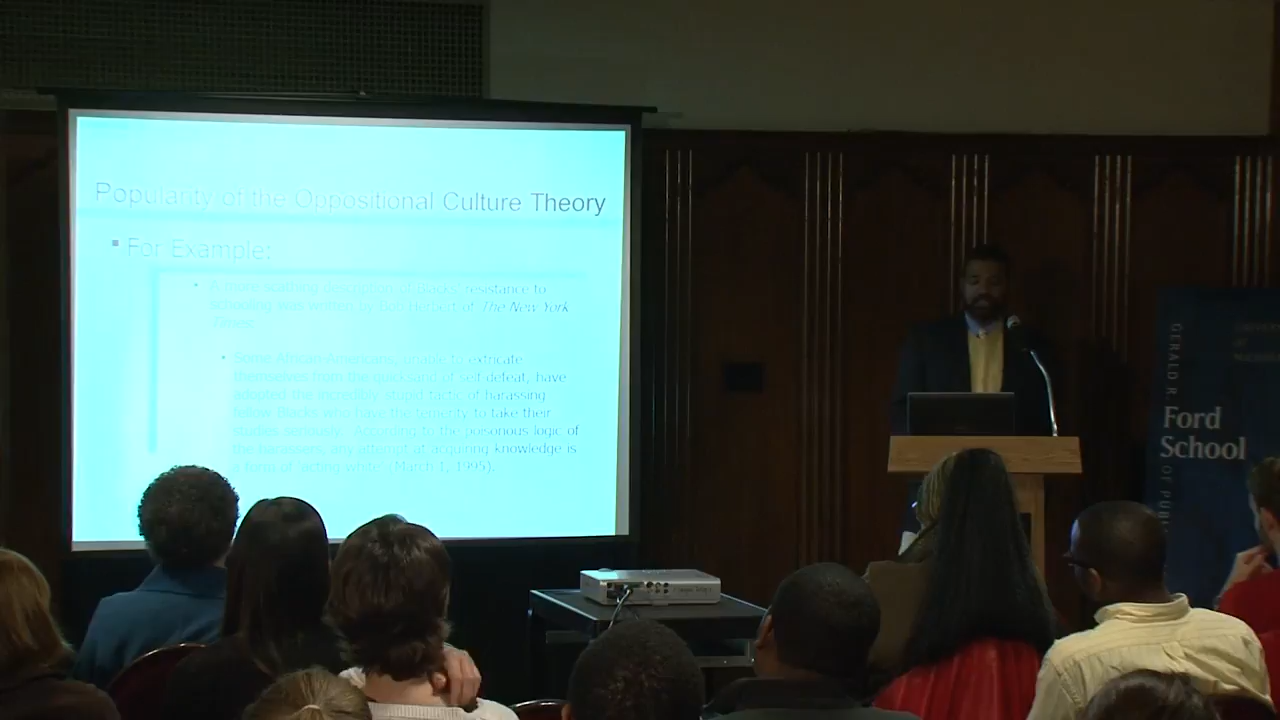 Popularity of the Oppositional Culture Theory
For Example:
A more scathing description of Blacks' resistance to
schooling was written by Bob Herbert of The New York
Times:
Some African-Americans, unable to extricate
themselves from the quicksand of self-defeat, have
adopted the incredibly stupid tactic of harassing
fellow Blacks who have the temerity to take their
studies seriously. According to the poisonous logic of
the harassers, any attempt at acquiring knowledge is
a form of "acting white" (March 1, 1995).
GERALD R.
Ford
School
OF